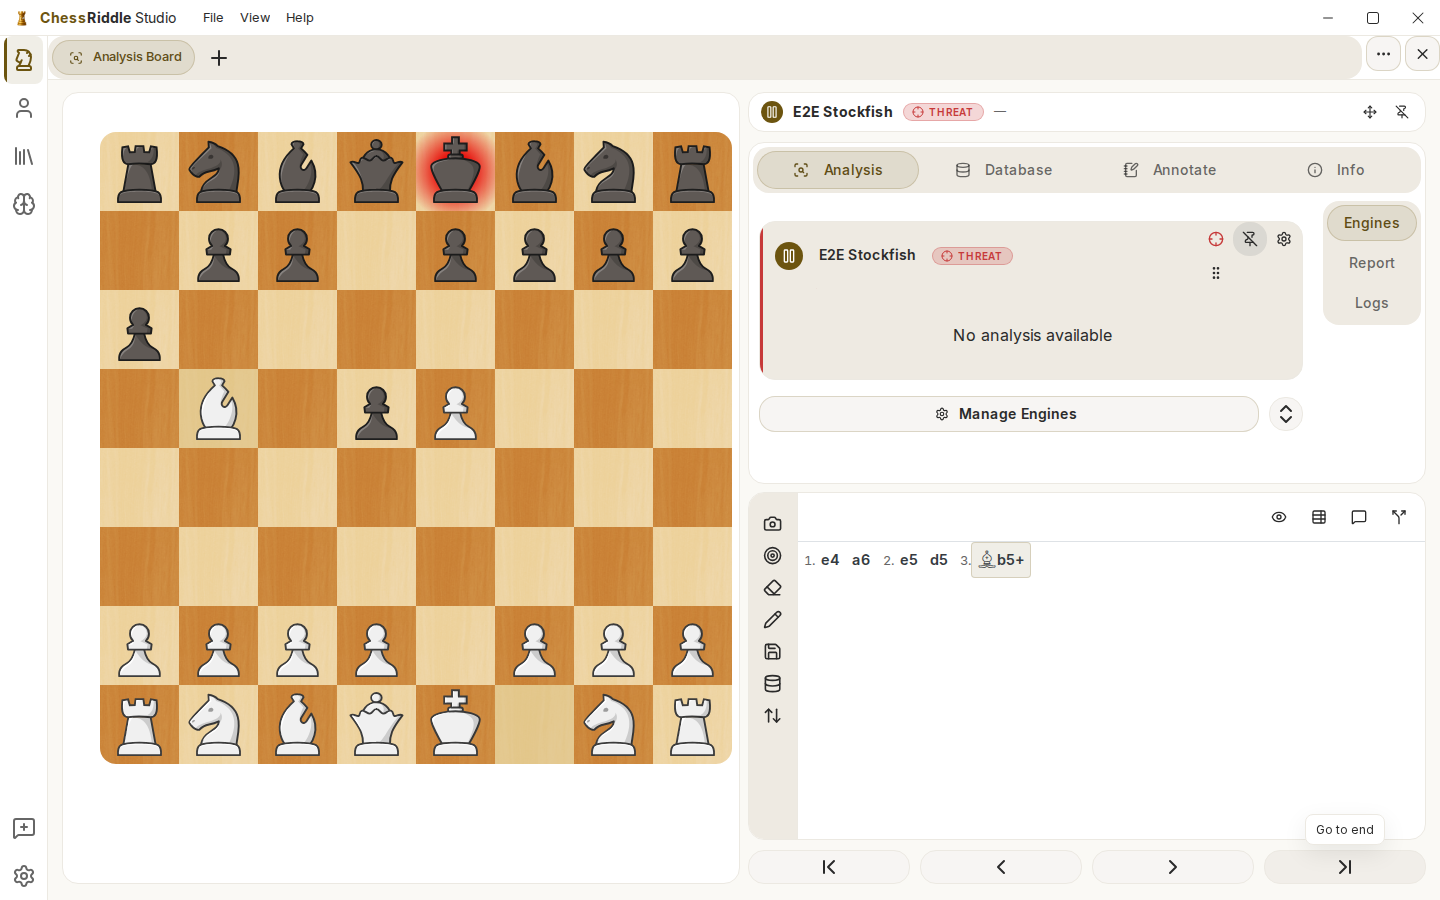 ChessRiddle Studio File View Help
Analysis Board
E2E Stockfish THREAT —
Analysis Database Annotate Info
E2E Stockfish THREAT
No analysis available
Manage Engines
Engines
Report
Logs
1. e4 a6 2. e5 d5 3. b5+
Go to end